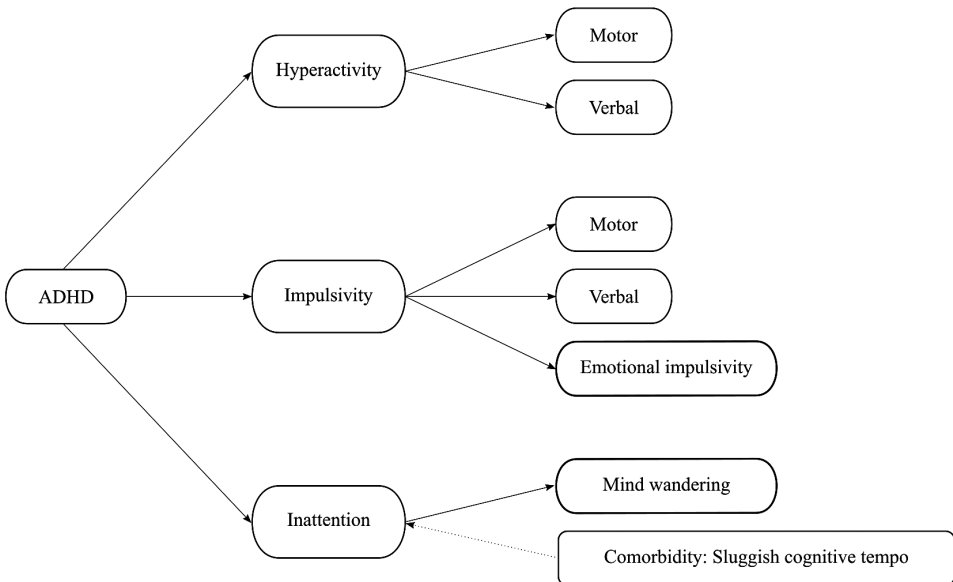 Motor
Hyperactivity
Verbal
Motor
ADHD
Impulsivity
Verbal
Emotional impulsivity
Mind wandering
Inattention
Comorbidity: Sluggish cognitive tempo